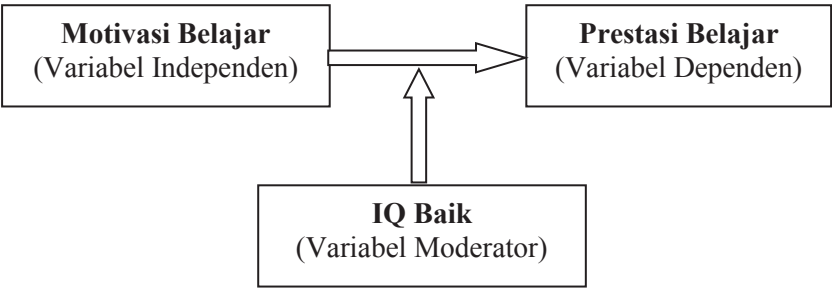 Motivasi Belajar
(Variabel Independen)
Prestasi Belajar
(Variabel Dependen)
IQ Baik
(Variabel Moderator)